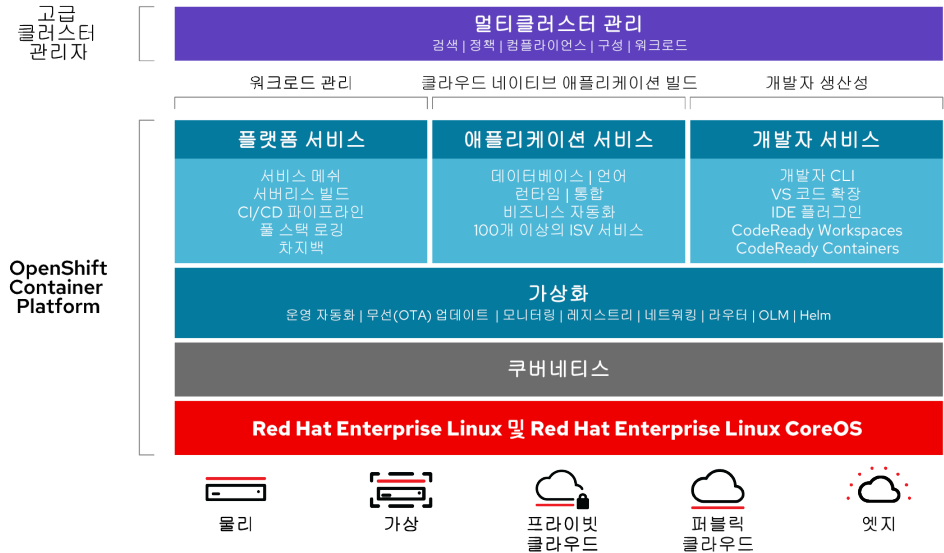 고급
클러스터
관리자
멀티클러스터 관리
검색 | 정책 | 컴플라이언스 | 구성 | 워크로드
워크로드 관리
클라우드 네이티브 애플리케이션 빌드
개발자 생산성
OpenShift
Container
Platform
플랫폼 서비스
서비스 메쉬
서버리스 빌드
CI/CD 파이프라인
풀 스택 로깅
차지백
애플리케이션 서비스
데이터베이스 | 언어
런타임 | 통합
비즈니스 자동화
100개 이상의 ISV 서비스
개발자 서비스
개발자 CLI
VS 코드 확장
IDE 플러그인
CodeReady Workspaces
CodeReady Containers
가상화
운영 자동화 | 무선(OTA) 업데이트 | 모니터링 | 레지스트리 | 네트워킹 | 라우터 | OLM | Helm
쿠버네티스
Red Hat Enterprise Linux 및 Red Hat Enterprise Linux CoreOS
물리
가상
프라이빗
클라우드
퍼블릭
클라우드
엣지